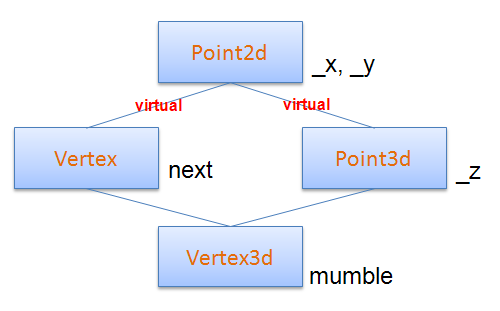 Point2d
_x, _y
virtual
virtual
Vertex
next
Point3d
_z
Vertex3d
mumble